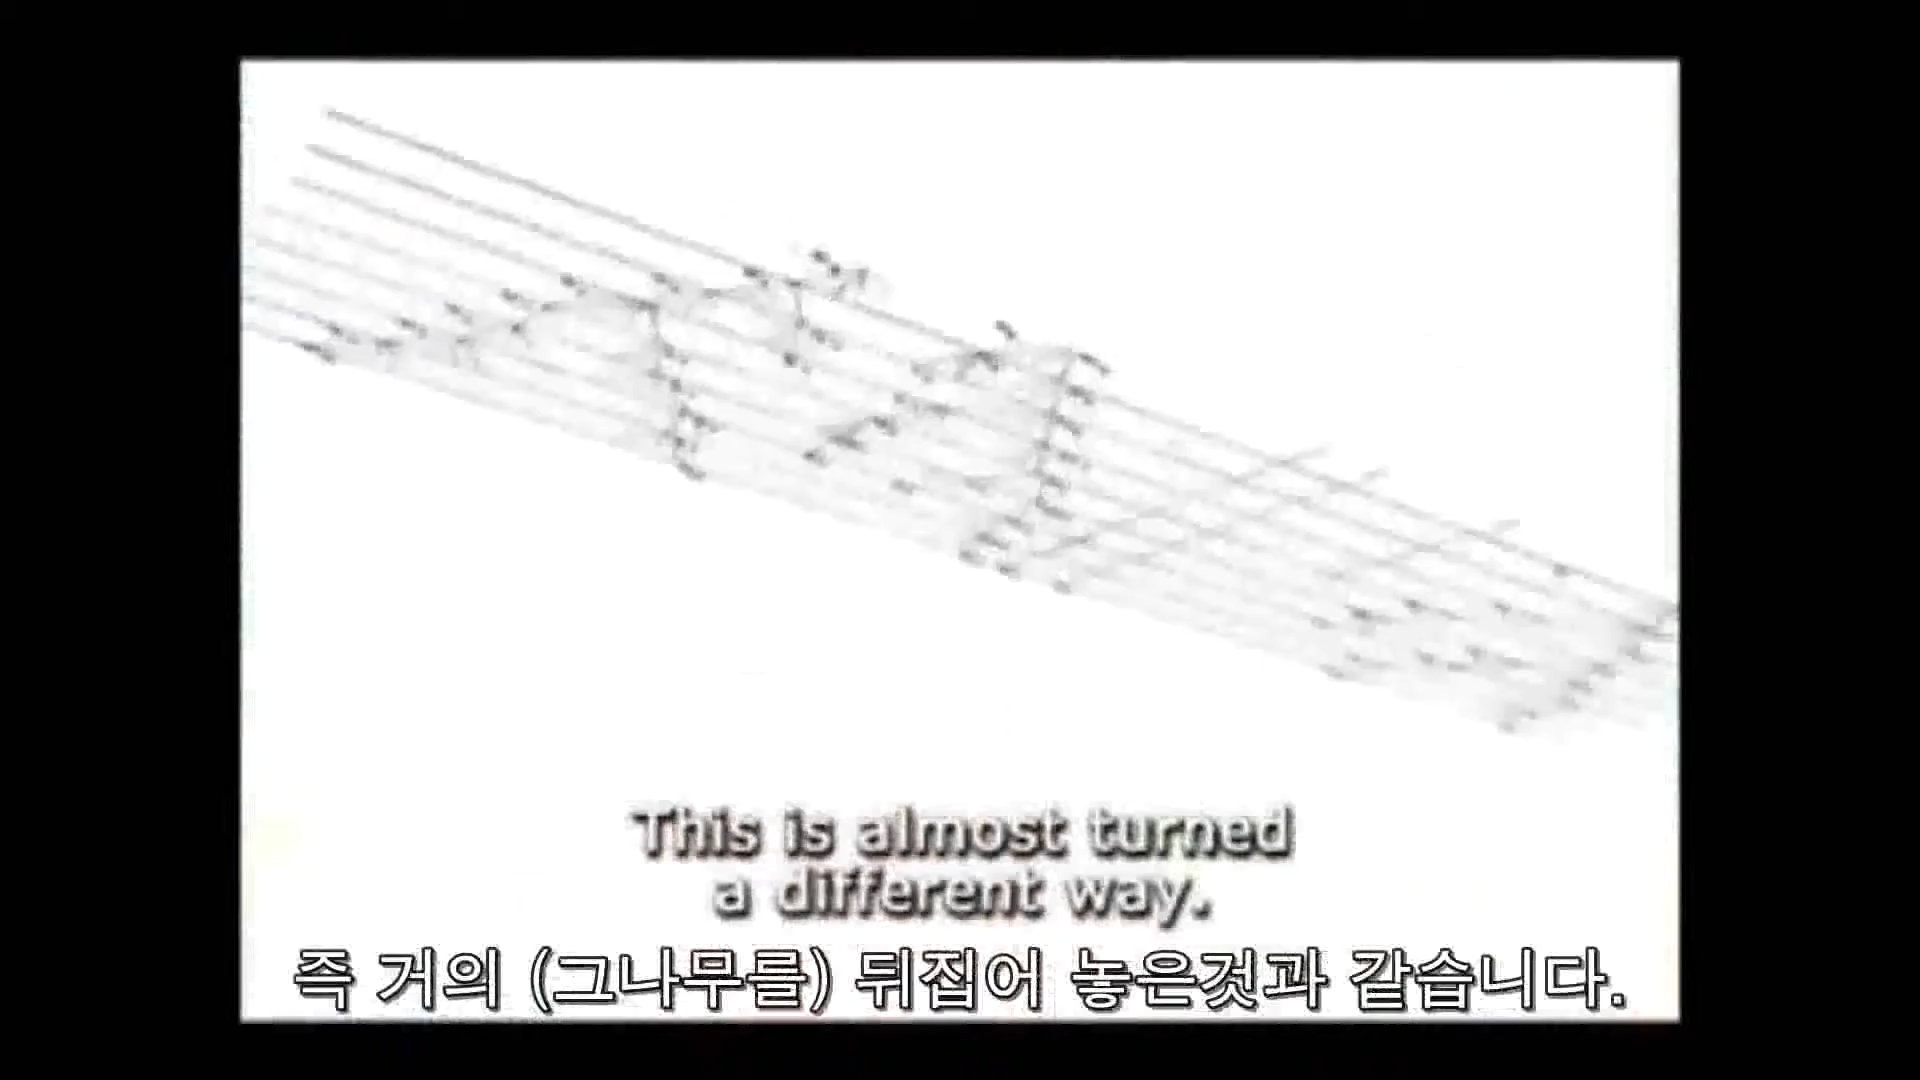 This is almost turned
a different way.
즉 거의 (그나무를) 뒤집어 놓은것과 같습니다.